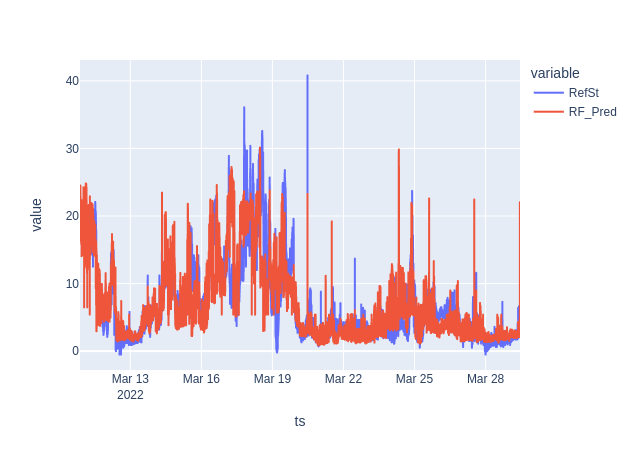 variable
RefSt
RF_Pred
value
40
30
20
10
0
Mar 13
2022
Mar 16
Mar 19
Mar 22
Mar 25
Mar 28
ts